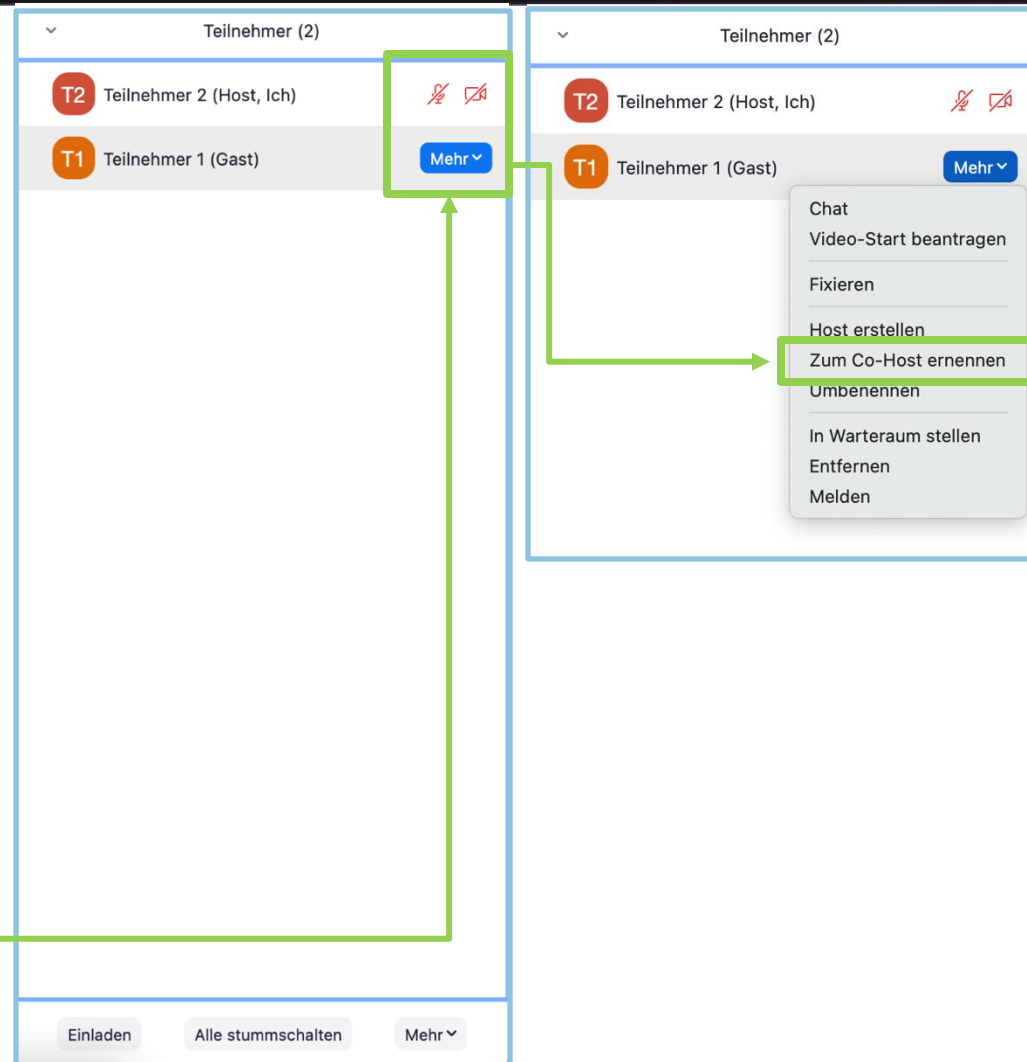 Teilnehmer (2)
T2 Teilnehmer 2 (Host, Ich)
T1 Teilnehmer 1 (Gast) Mehr
Einladen Alle stummschalten Mehr
Teilnehmer (2)
T2 Teilnehmer 2 (Host, Ich)
T1 Teilnehmer 1 (Gast) Mehr
Chat
Video-Start beantragen
Fixieren
Host erstellen
Zum Co-Host ernennen
Umbenennen
In Warteraum stellen
Entfernen
Melden